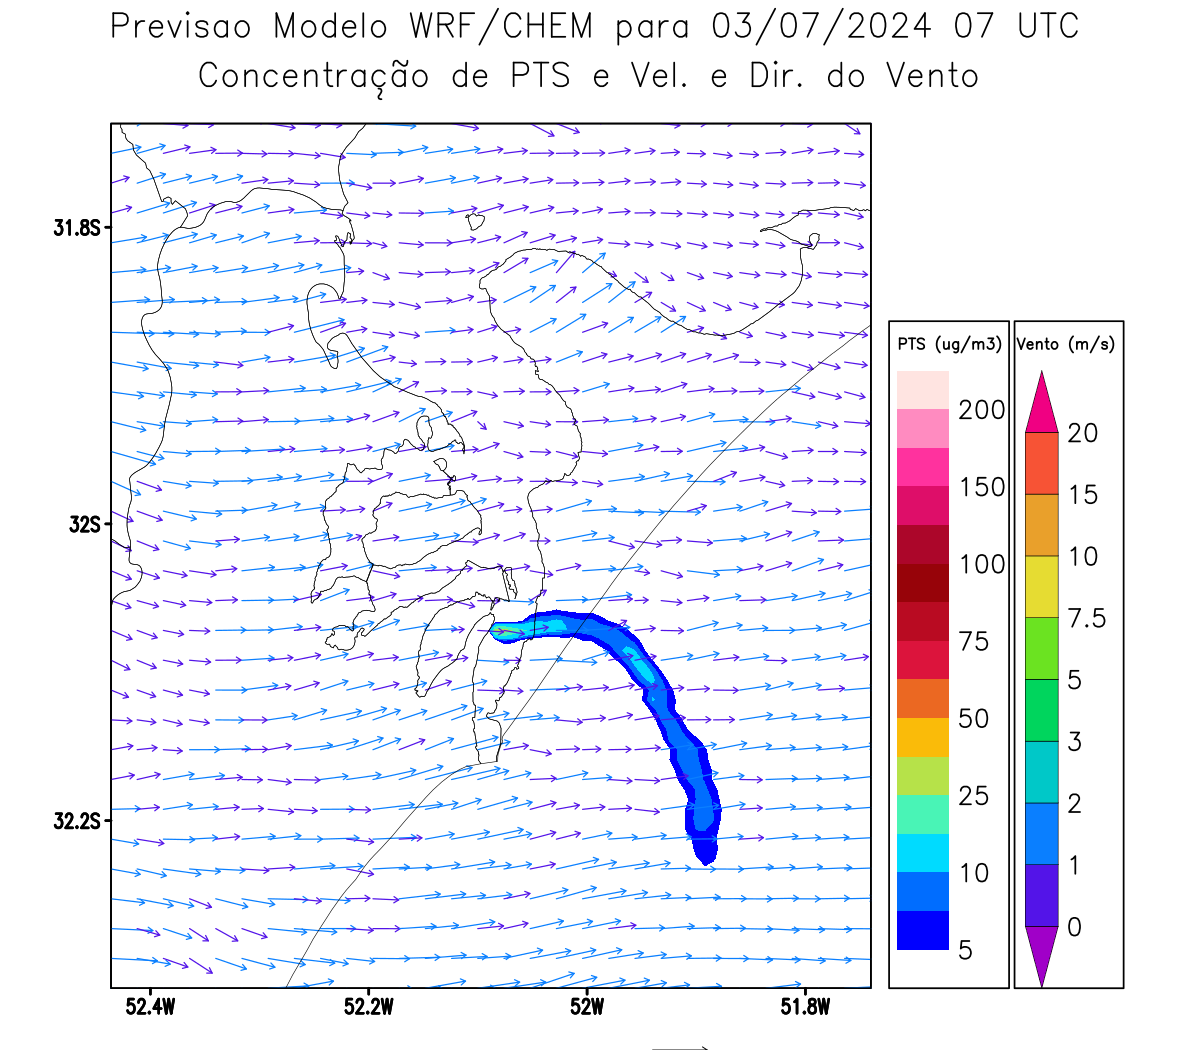 Previsao Modelo WRF/CHEM para 03/07/2024 07 UTC
Concentração de PTS e Vel. e Dir. do Vento
31.8S
32S
32.2S
52.4W
52.2W
52W
51.8W
PTS (ug/m3)
200
150
100
75
50
25
10
5
Vento (m/s)
20
15
10
7.5
5
3
2
1
0